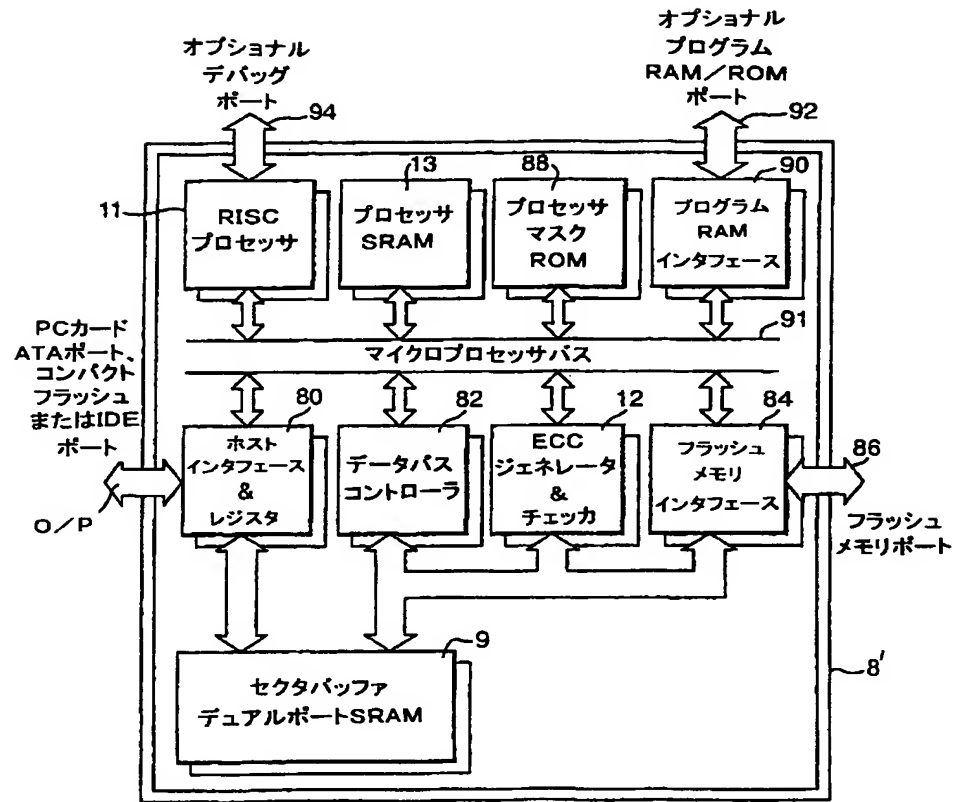 オプショナル
デバッグ
ポート
94
オプショナル
プログラム
RAM/ROM
ポート
92
11
RISC
プロセッサ
13
プロセッサ
SRAM
88
プロセッサ
マスク
ROM
90
プログラム
RAM
インタフェース
91
マイクロプロセッサバス
PCカード
ATAポート、
コンパクト
フラッシュ
またはIDE
ポート
O/P
80
ホスト
インタフェース
&
レジスタ
82
データパス
コントローラ
12
ECC
ジェネレータ
&
チェッカ
84
フラッシュ
メモリ
インタフェース
86
フラッシュ
メモリポート
9
セクタバッファ
デュアルポートSRAM
8'